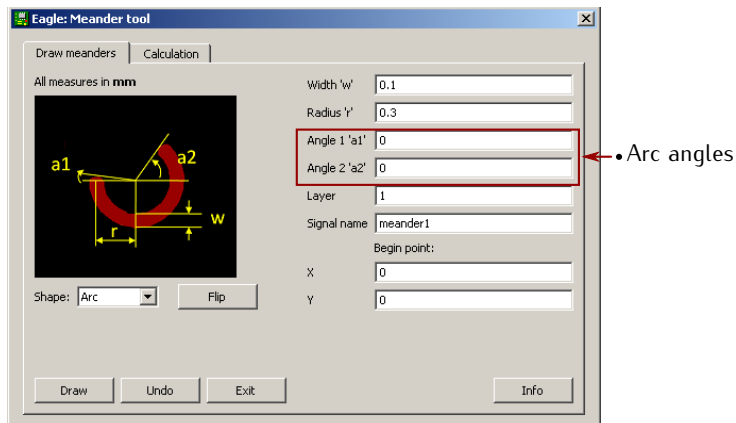 Eagle: Meander tool
Draw meanders Calculation
All measures in mm
a1 a2
r w
Shape: Arc Flip
Width 'w' 0.1
Radius 'r' 0.3
Angle 1 'a1' 0
Angle 2 'a2' 0
Arc angles
Layer 1
Signal name meander1
Begin point:
X 0
Y 0
Draw Undo Exit Info